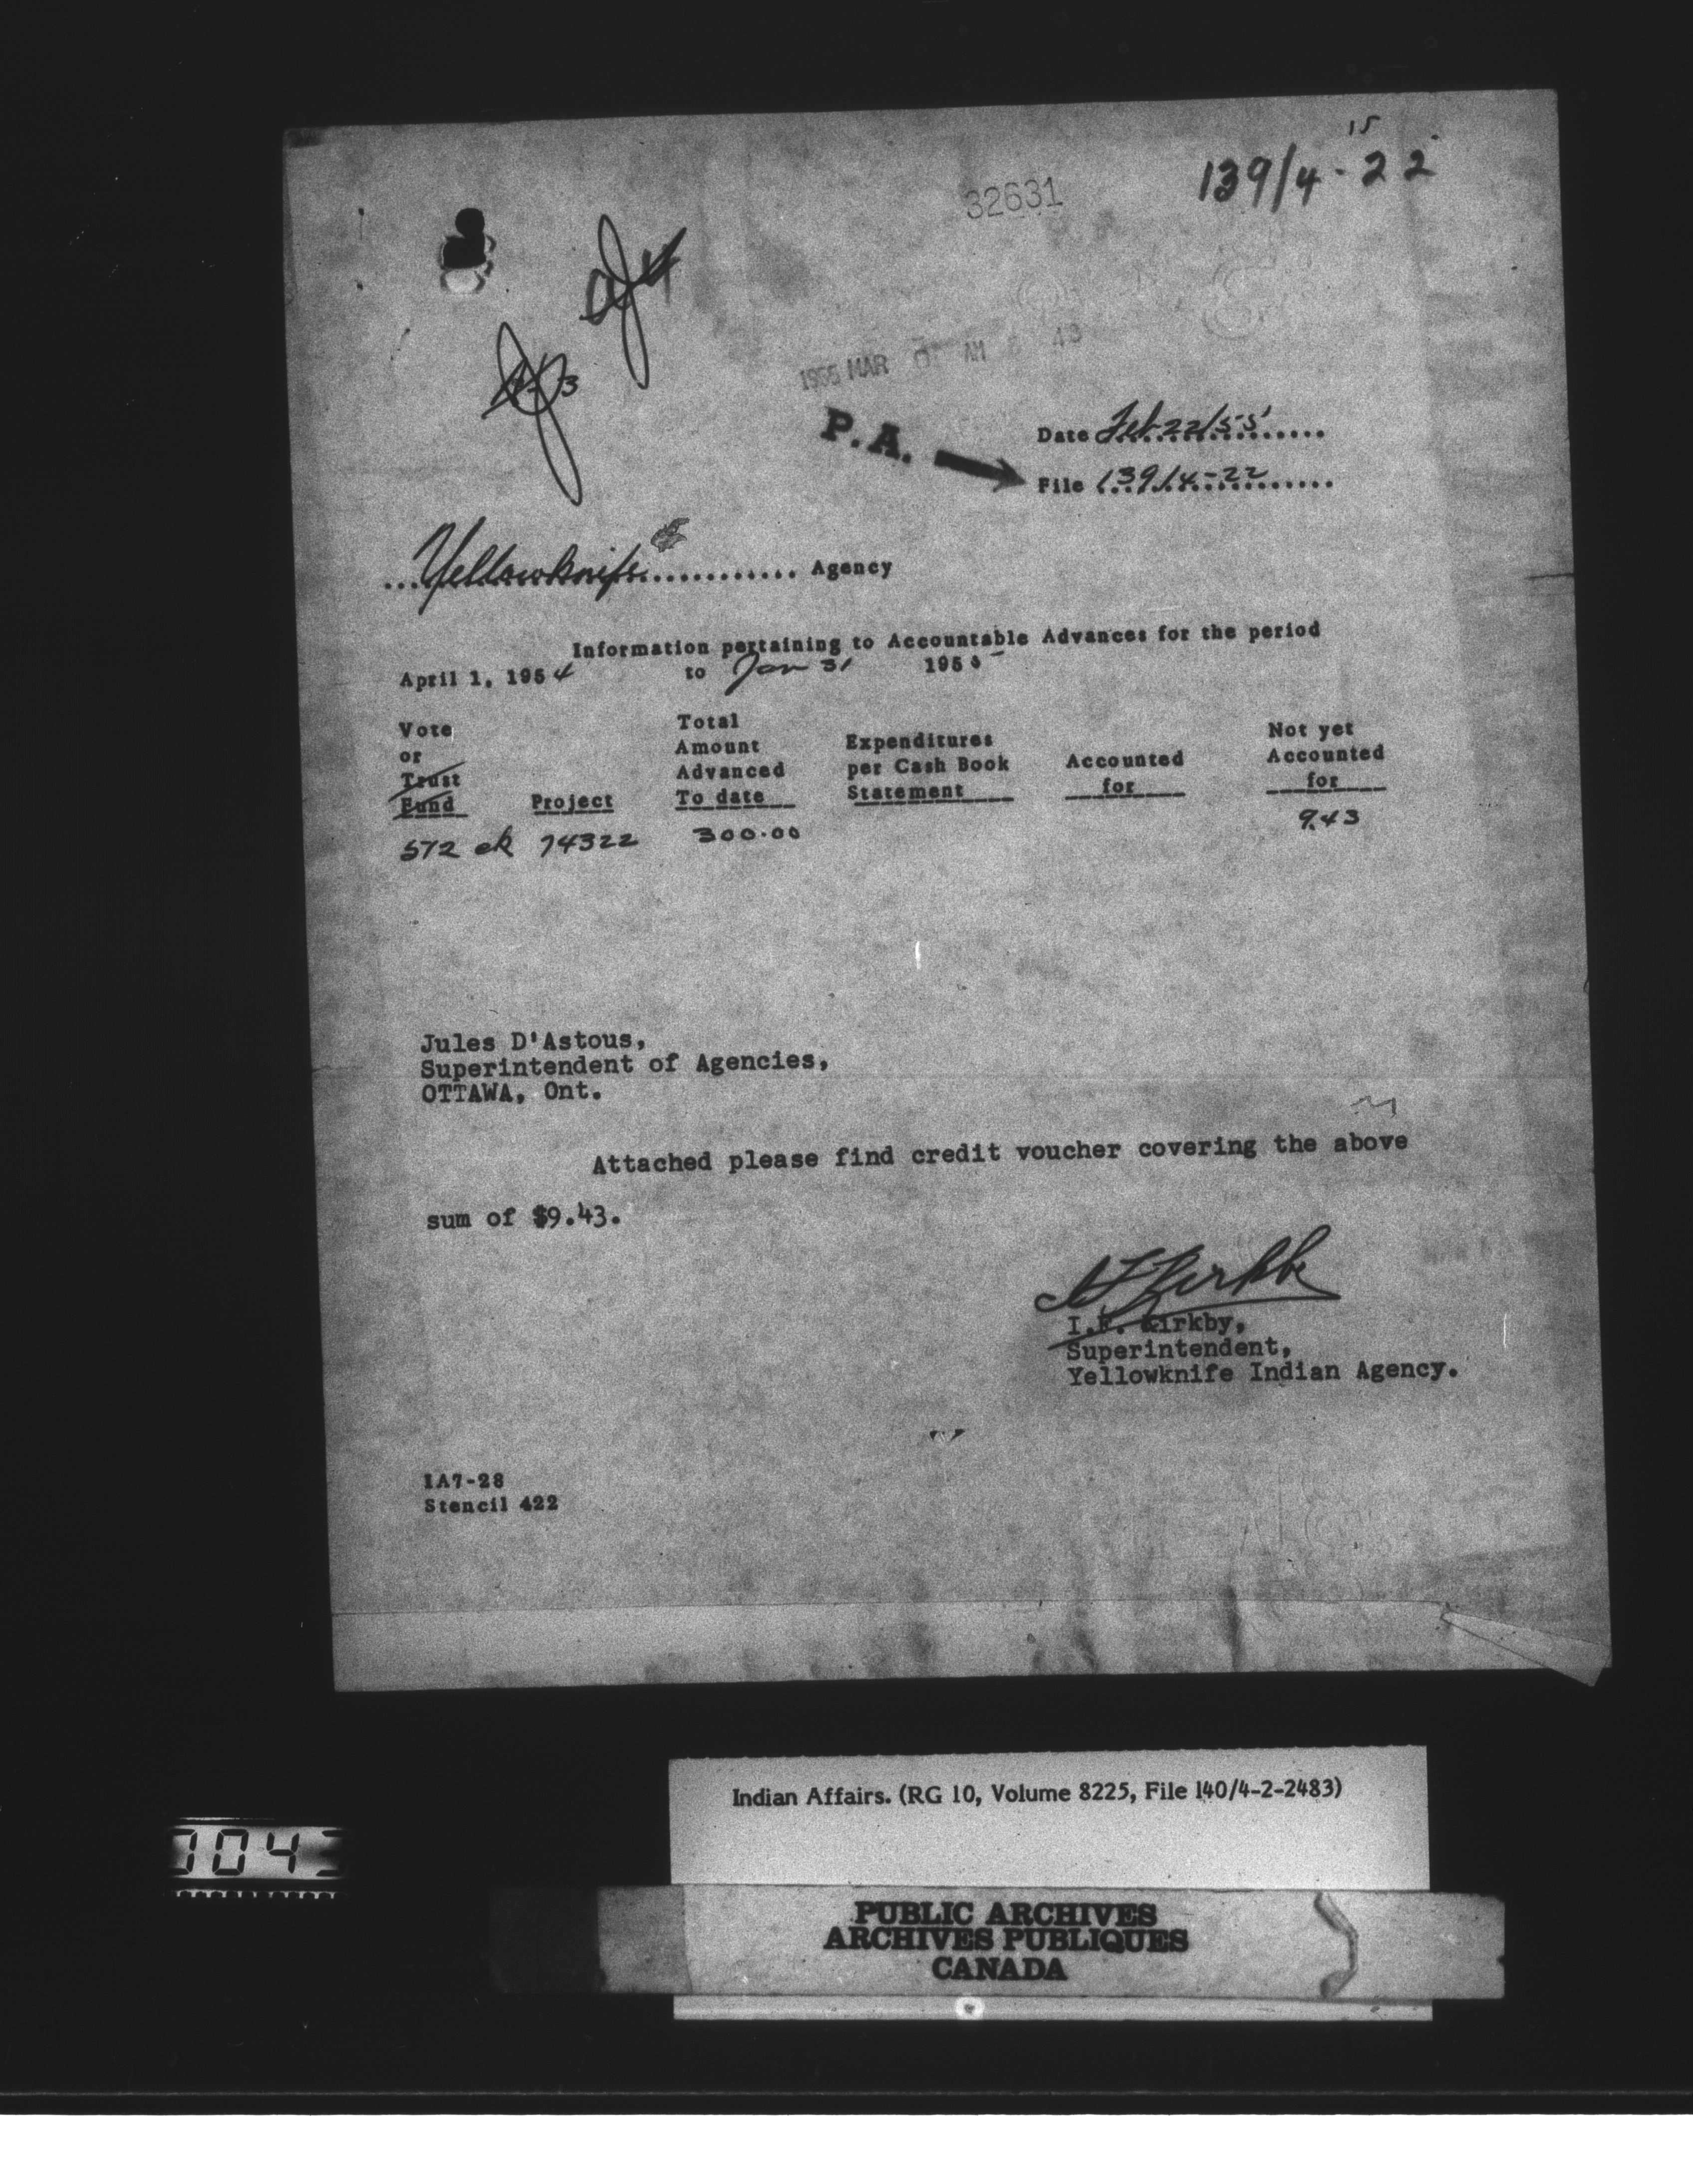 15
139/4-22
32631
1955 MAR AM 43
P.A.
Date Feb 22/55
File 139/4-22
Yellowknife Agency
Information pertaining to Accountable Advances for the period
April 1, 1954 to Jan 31 1955
Vote or Trust Fund Project Total Amount Advanced To date Expenditures per Cash Book Statement Accounted for Not yet Accounted for
572 ek 74322 300.00 9.43
Jules D'Astous,
Superintendent of Agencies,
OTTAWA, Ont.
Attached please find credit voucher covering the above
sum of $9.43.
I.F. Kirkby,
Superintendent,
Yellowknife Indian Agency.
IA7-28
Stencil 422
Indian Affairs. (RG 10, Volume 8225, File 140/4-2-2483)
PUBLIC ARCHIVES
ARCHIVES PUBLIQUES
CANADA